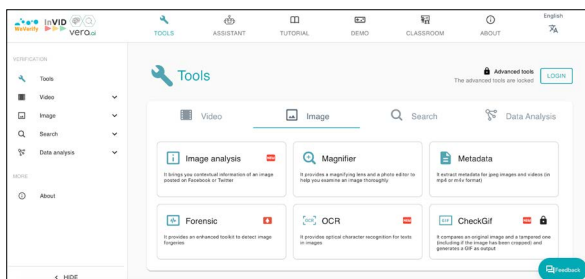 WeVerify
InVID
vera.ai
TOOLS
ASSISTANT
TUTORIAL
DEMO
CLASSROOM
ABOUT
English
VERIFICATION
Tools
Video
Image
Search
Data analysis
MORE
About
< HIDE
Tools
Advanced tools
The advanced tools are locked
LOGIN
Video
Image
Search
Data Analysis
Image analysis
It brings you contextual information of an image
posted on Facebook or Twitter
Magnifier
It provides a magnifying lens and a photo editor to
help you examine an image thoroughly
Metadata
It extract metadata for jpeg images and videos (in
mp4 or m4v format)
Forensic
It provides an enhanced toolkit to detect image
forgeries
OCR
It provides optical character recognition for texts
in images
CheckGif
It compares an original image and a tampered one
(including if the image has been cropped) and
generates a GIF as output
Feedback